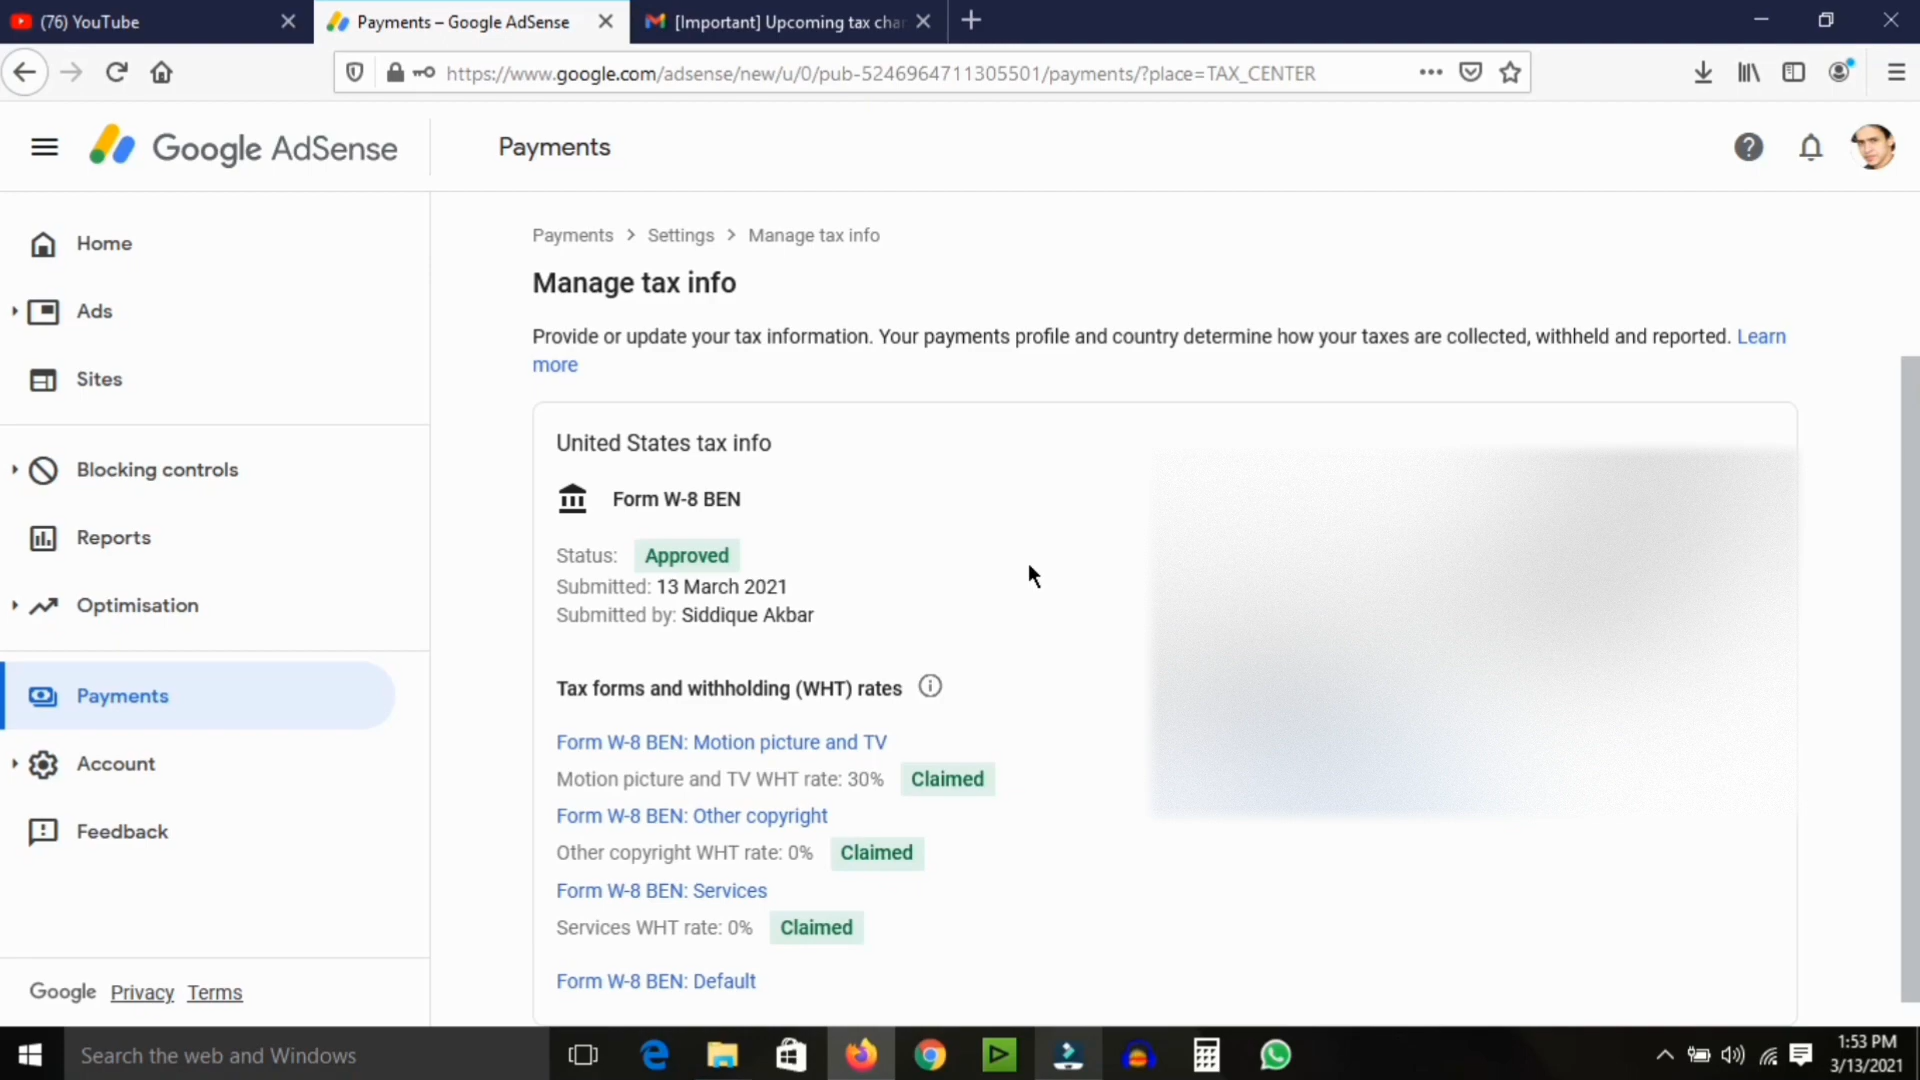 (76) YouTube
Payments – Google AdSense
[Important] Upcoming tax cha
https://www.google.com/adsense/new/u/0/pub-5246964711305501/payments/?place=TAX_CENTER
Google AdSense
Payments
Home
Ads
Sites
Blocking controls
Reports
Optimisation
Payments
Account
Feedback
Google Privacy Terms
Payments > Settings > Manage tax info
Manage tax info
Provide or update your tax information. Your payments profile and country determine how your taxes are collected, withheld and reported. Learn
more
United States tax info
Form W-8 BEN
Status: Approved
Submitted: 13 March 2021
Submitted by: Siddique Akbar
Tax forms and withholding (WHT) rates
Form W-8 BEN: Motion picture and TV
Motion picture and TV WHT rate: 30% Claimed
Form W-8 BEN: Other copyright
Other copyright WHT rate: 0% Claimed
Form W-8 BEN: Services
Services WHT rate: 0% Claimed
Form W-8 BEN: Default
Search the web and Windows
1:53 PM
3/13/2021